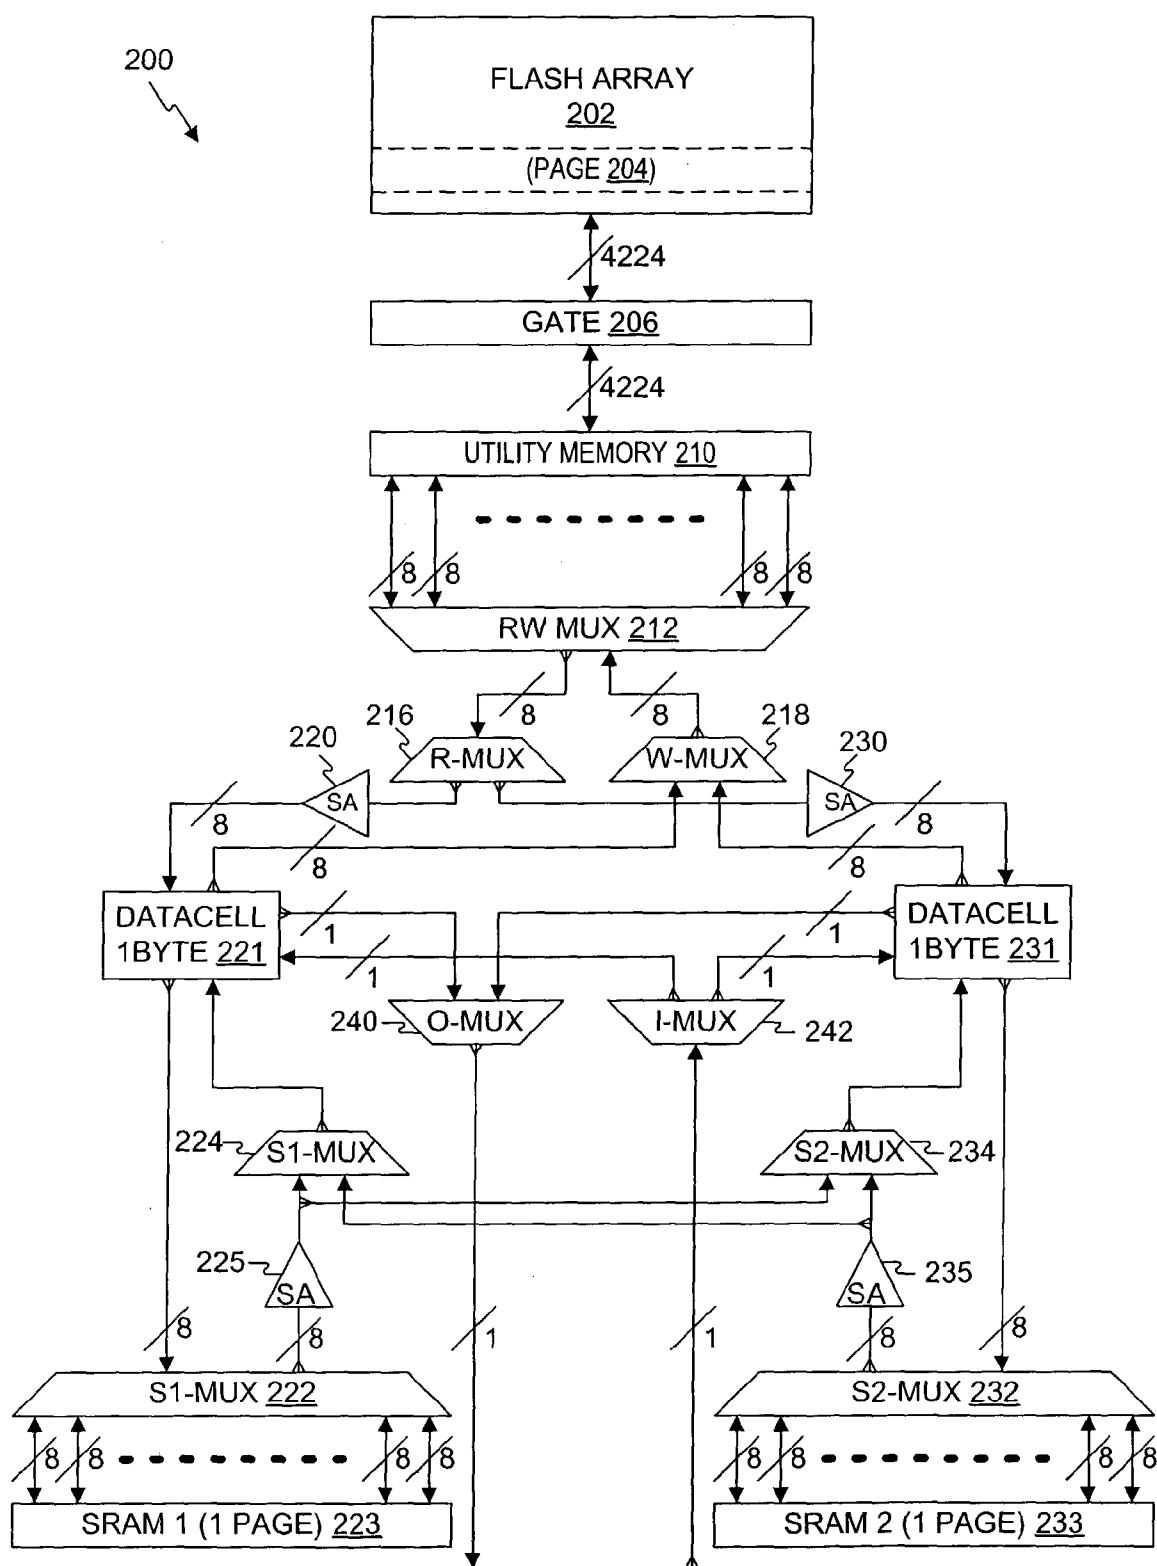 200
FLASH ARRAY
202
(PAGE 204)
4224
GATE 206
4224
UTILITY MEMORY 210
8 8 8 8
RW MUX 212
8 8
216 218
220 230
R-MUX W-MUX
SA SA
8 8
8 8
DATACELL
1BYTE 221
DATACELL
1BYTE 231
1 1
1 1
240 O-MUX I-MUX 242
224 S1-MUX S2-MUX 234
225 235
SA SA
8 8 1 1 8 8
S1-MUX 222 S2-MUX 232
8 8 8 8 8 8 8 8
SRAM 1 (1 PAGE) 223 SRAM 2 (1 PAGE) 233